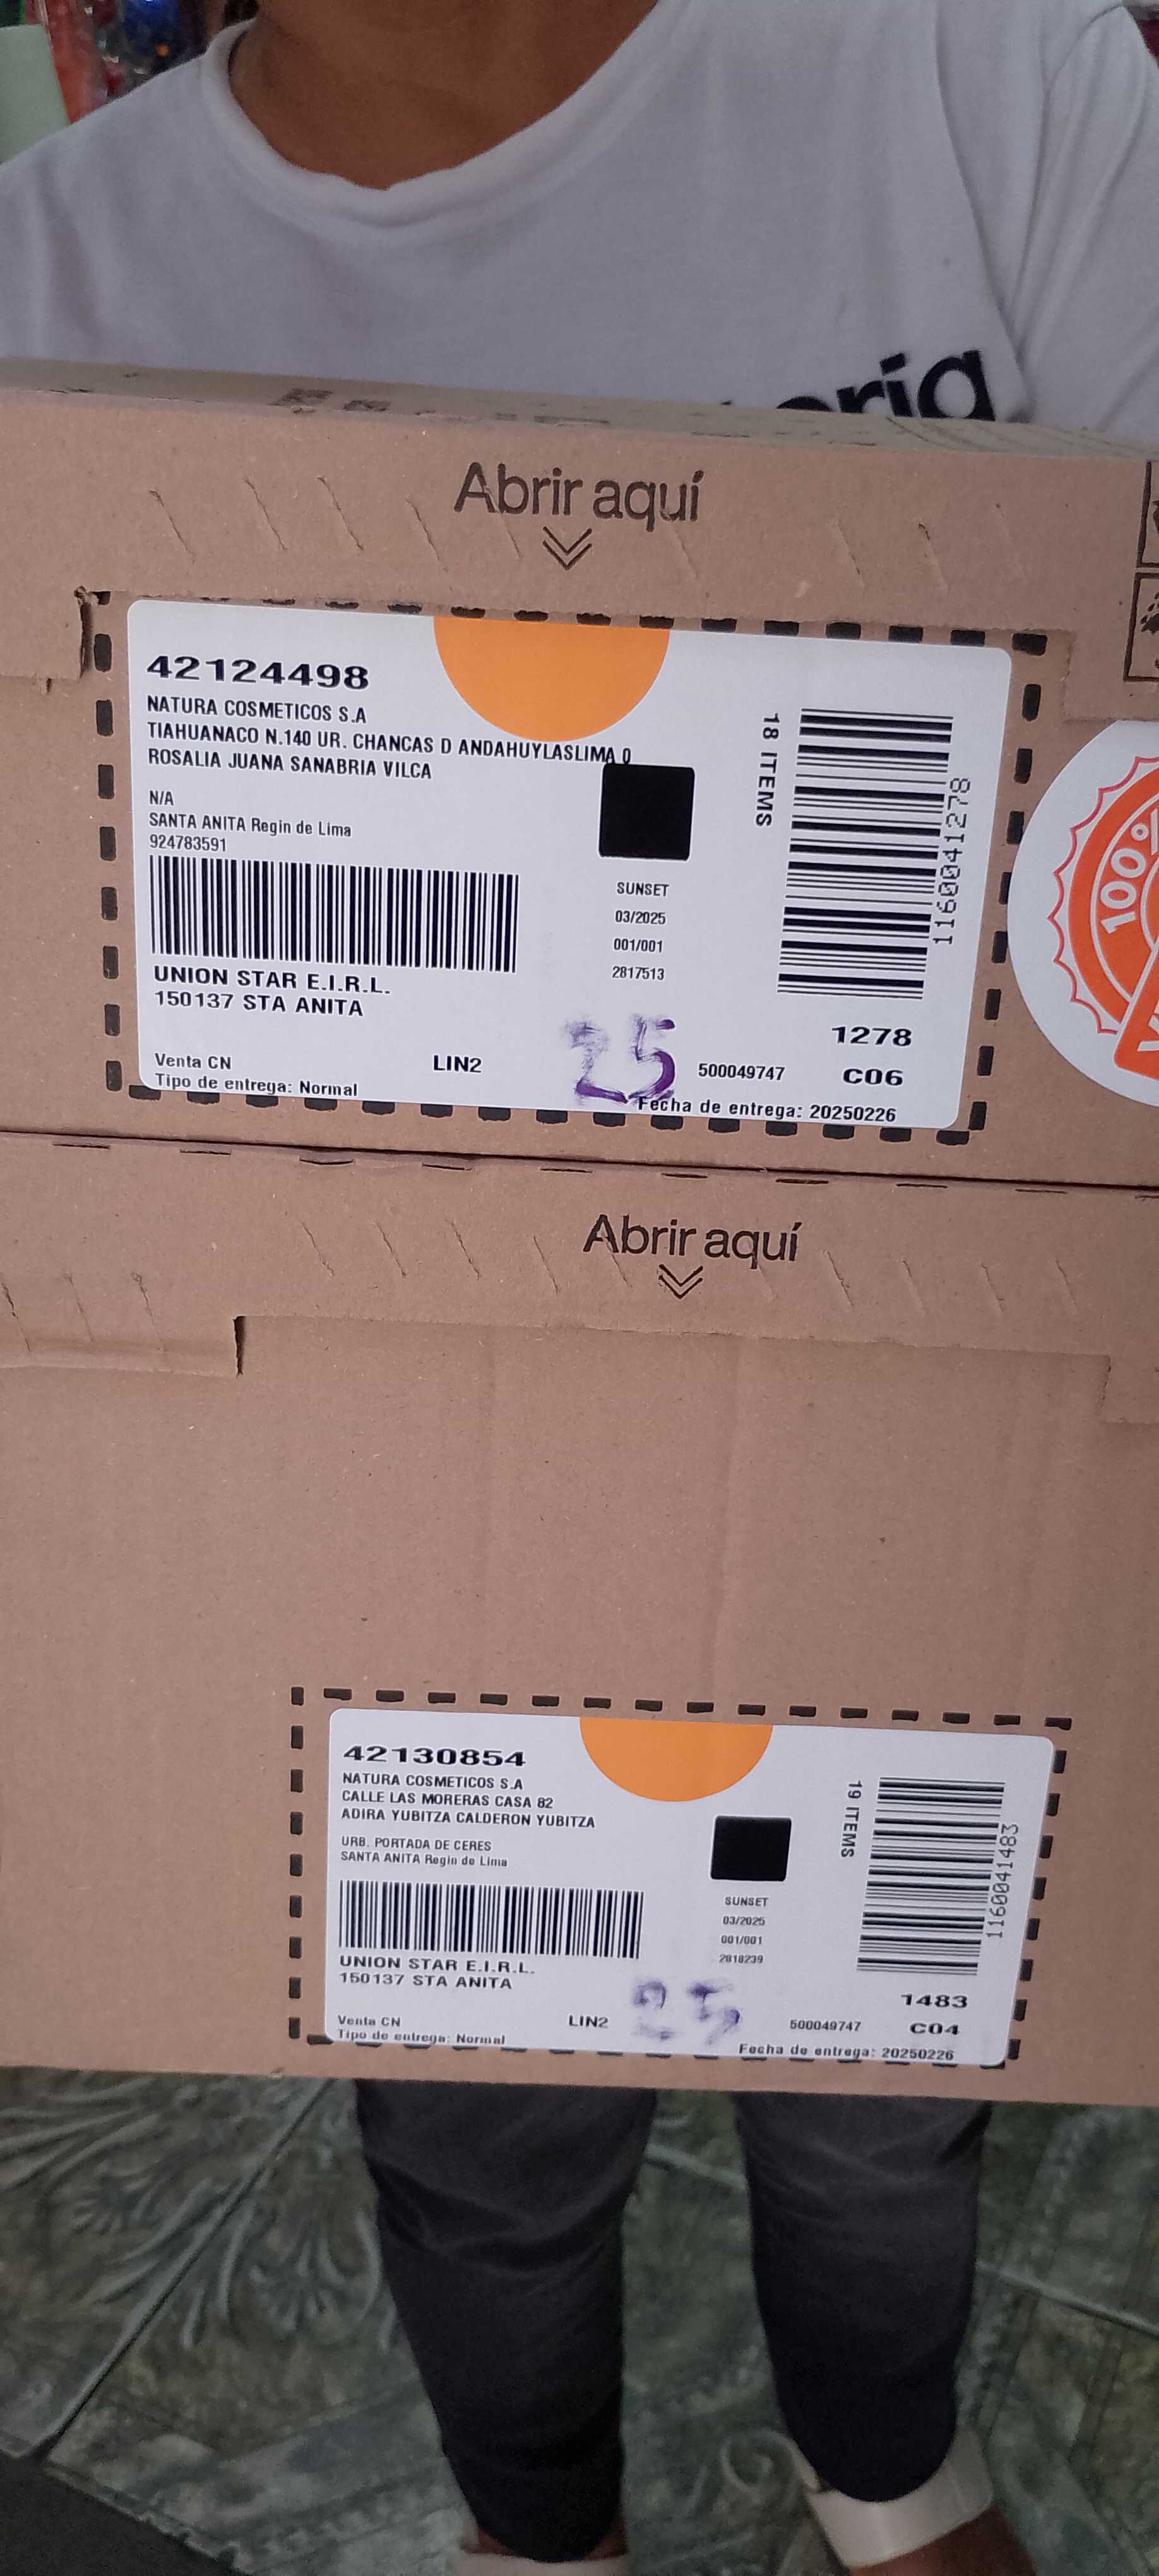 Abrir aquí
42124498
NATURA COSMETICOS S.A
TIAHUANACO N.140 UR. CHANCAS D ANDAHUYLASLIMA 0
ROSALIA JUANA SANABRIA VILCA
N/A
SANTA ANITA Regin de Lima
924783591
UNION STAR E.I.R.L.
150137 STA ANITA
Venta CN
LIN2
Tipo de entrega: Normal
SUNSET
03/2025
001/001
2817513
25
18 ITEMS
1160041278
1278
500049747
C06
Fecha de entrega: 20250226
100%
Abrir aquí
42130854
NATURA COSMETICOS S.A
CALLE LAS MORERAS CASA 82
ADIRA YUBITZA CALDERON YUBITZA
URB. PORTADA DE CERES
SANTA ANITA Regin de Lima
UNION STAR E.I.R.L.
150137 STA ANITA
Venta CN
LIN2
Tipo de entrega: Normal
SUNSET
03/2025
001/001
2818239
25
19 ITEMS
1160041483
1483
500049747
C04
Fecha de entrega: 20250226